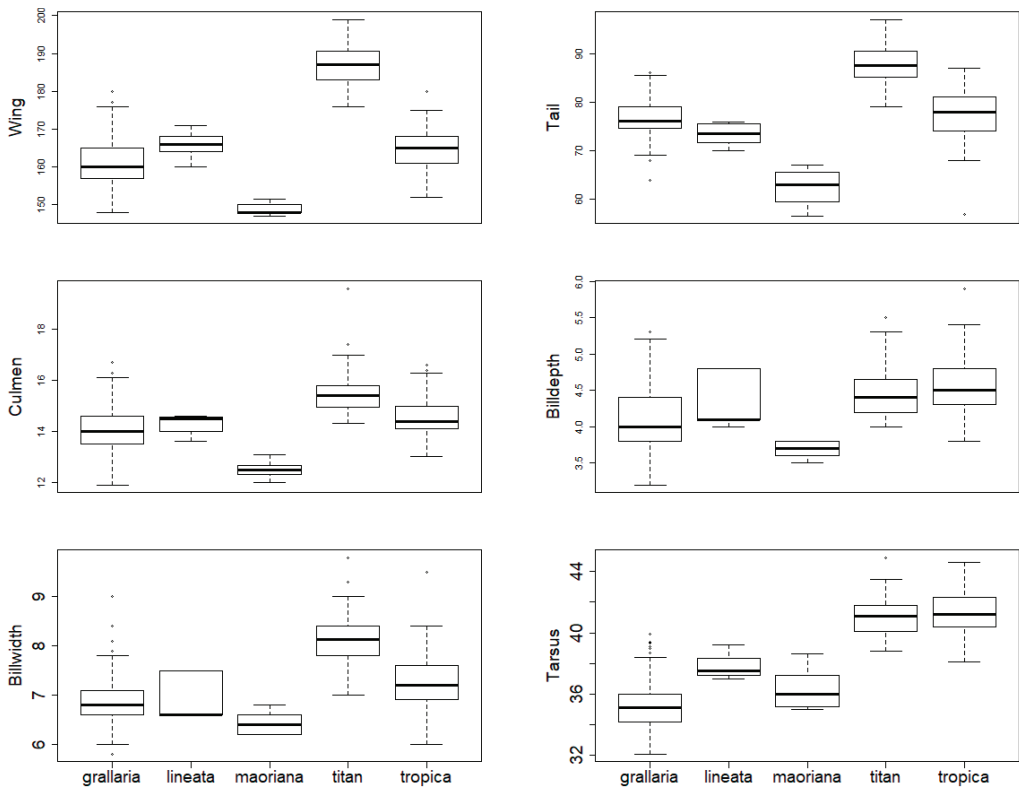 Wing
150 160 170 180 190 200
Tail
60 70 80 90
Culmen
12 14 16 18
Billdepth
3.5 4.0 4.5 5.0 5.5 6.0
Billwidth
6 7 8 9
grallaria lineata maoriana titan tropica
Tarsus
32 36 40 44
grallaria lineata maoriana titan tropica